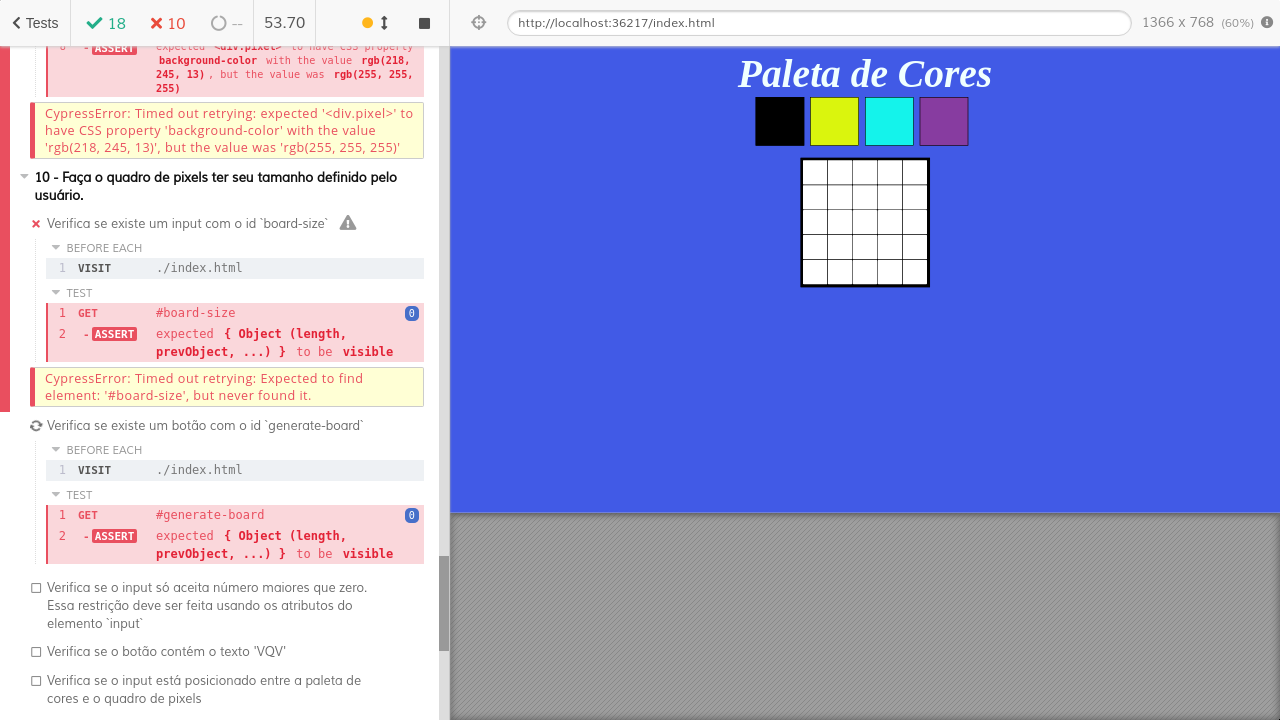 Tests 18 10 -- 53.70 http://localhost:36217/index.html 1366 x 768 (60%)
6 - ASSERT expected <div.pixel> to have CSS property
background-color with the value rgb(218,
245, 13), but the value was rgb(255, 255,
255)
CypressError: Timed out retrying: expected '<div.pixel>' to
have CSS property 'background-color' with the value
'rgb(218, 245, 13)', but the value was 'rgb(255, 255, 255)'
10 - Faça o quadro de pixels ter seu tamanho definido pelo
usuário.
Verifica se existe um input com o id `board-size`
BEFORE EACH
1 VISIT ./index.html
TEST
1 GET #board-size 0
2 - ASSERT expected { Object (length,
prevObject, ...) } to be visible
CypressError: Timed out retrying: Expected to find
element: '#board-size', but never found it.
Verifica se existe um botão com o id `generate-board`
BEFORE EACH
1 VISIT ./index.html
TEST
1 GET #generate-board 0
2 - ASSERT expected { Object (length,
prevObject, ...) } to be visible
Verifica se o input só aceita número maiores que zero.
Essa restrição deve ser feita usando os atributos do
elemento `input`
Verifica se o botão contém o texto 'VQV'
Verifica se o input está posicionado entre a paleta de
cores e o quadro de pixels
Paleta de Cores